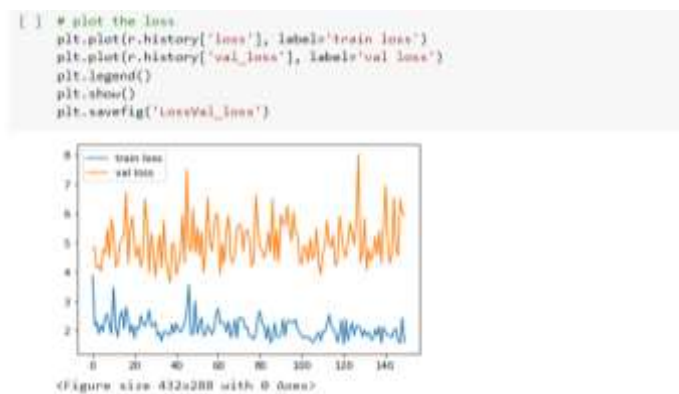 [ ] # plot the loss
plt.plot(r.history['loss'], label='train loss')
plt.plot(r.history['val_loss'], label='val loss')
plt.legend()
plt.show()
plt.savefig('LossVal_loss')
train loss
val loss
8
7
6
5
4
3
2
0 20 40 60 80 100 120 140
<Figure size 432x288 with 0 Axes>